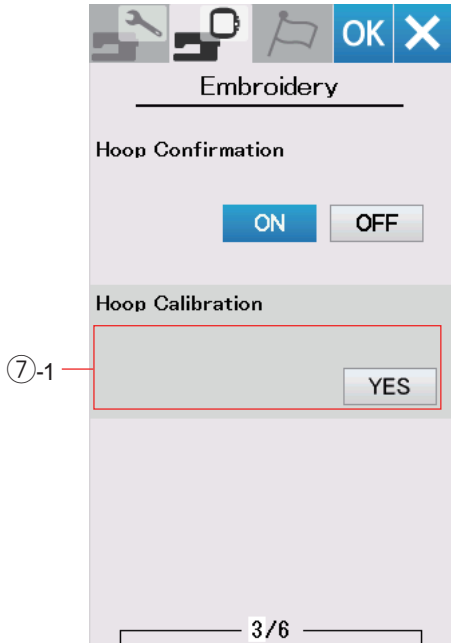 OK
Embroidery
Hoop Confirmation
ON OFF
Hoop Calibration
⑦-1
YES
3/6